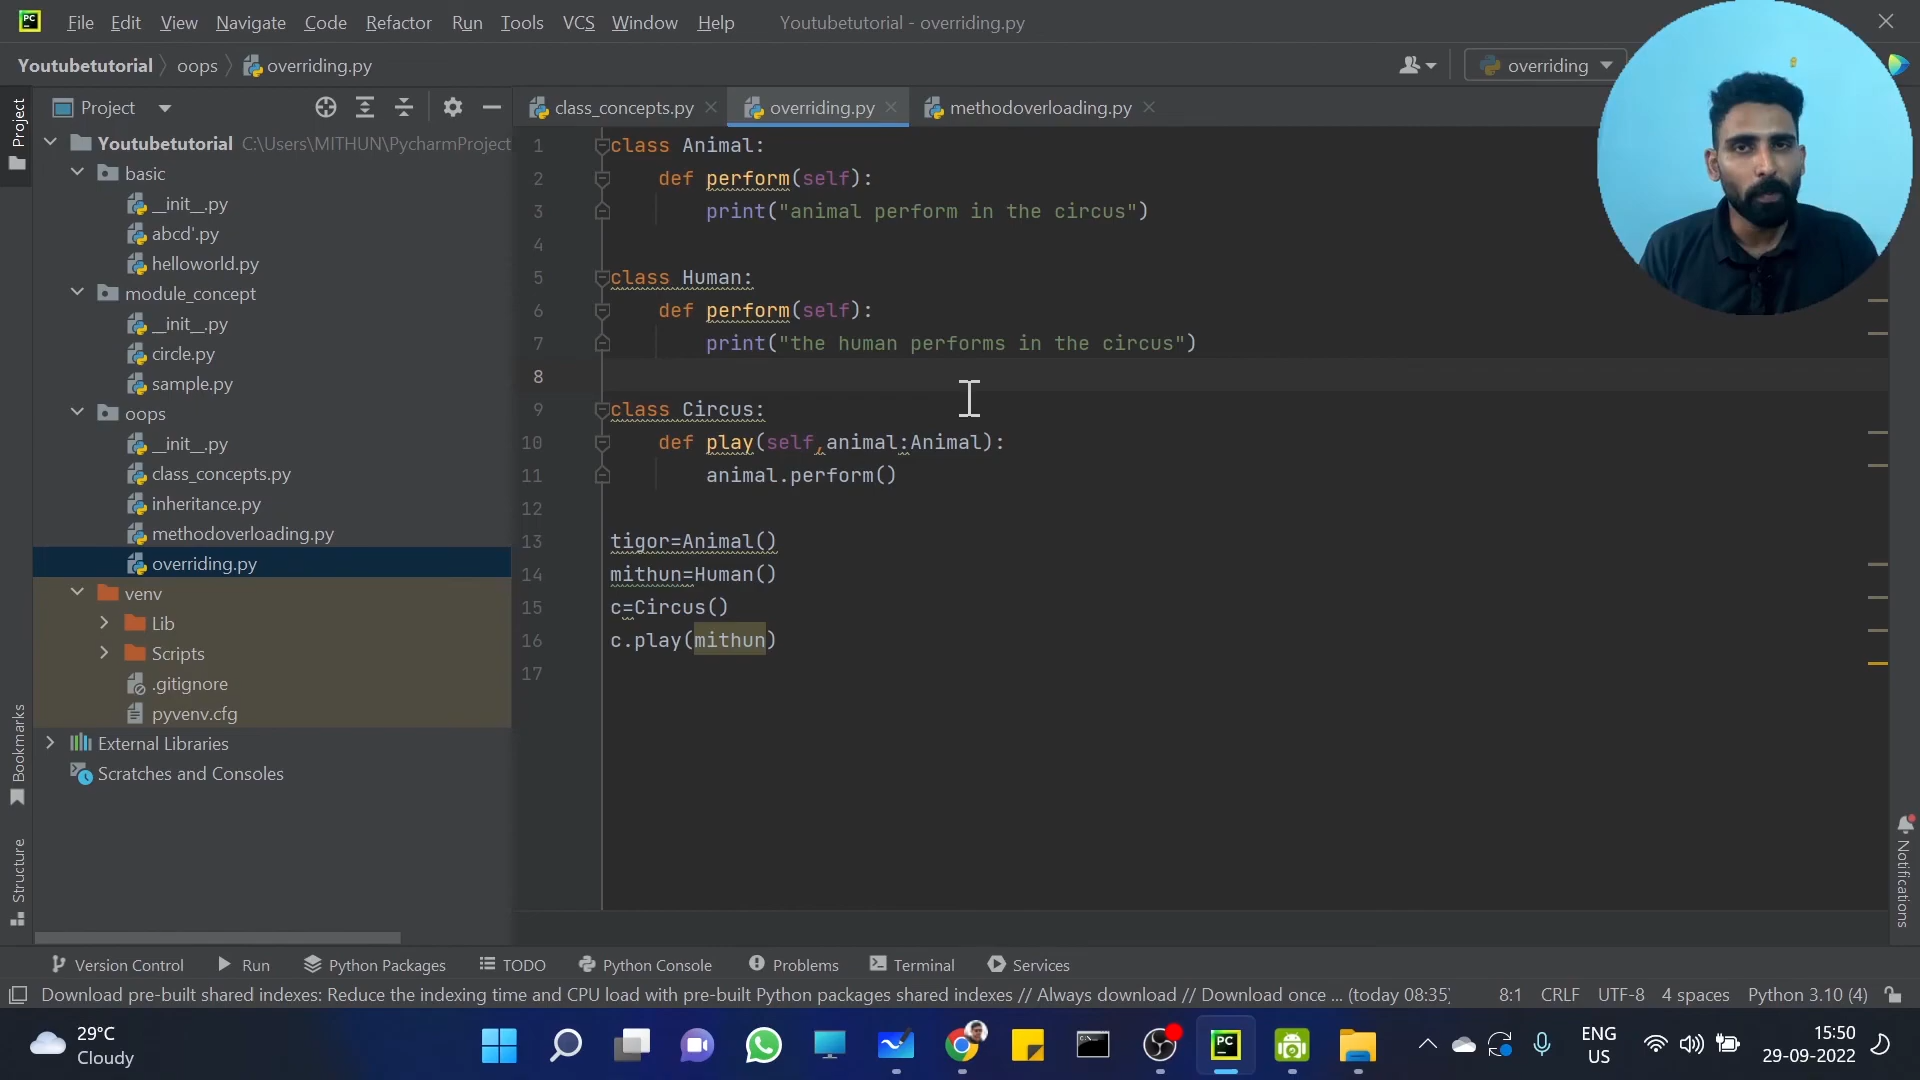 File Edit View Navigate Code Refactor Run Tools VCS Window Help Youtubetutorial - overriding.py
Youtubetutorial oops overriding.py overriding
Project
Project
class_concepts.py overriding.py methodoverloading.py
Youtubetutorial C:\Users\MITHUN\PycharmProject
basic
__init__.py
abcd'.py
helloworld.py
module_concept
__init__.py
circle.py
sample.py
oops
__init__.py
class_concepts.py
inheritance.py
methodoverloading.py
overriding.py
venv
Lib
Scripts
.gitignore
pyvenv.cfg
External Libraries
Scratches and Consoles
Bookmarks
Structure
1 class Animal:
2 def perform(self):
3 print("animal perform in the circus")
4
5 class Human:
6 def perform(self):
7 print("the human performs in the circus")
8
9 class Circus:
10 def play(self,animal:Animal):
11 animal.perform()
12
13 tigor=Animal()
14 mithun=Human()
15 c=Circus()
16 c.play(mithun)
17
Notifications
Version Control Run Python Packages TODO Python Console Problems Terminal Services
Download pre-built shared indexes: Reduce the indexing time and CPU load with pre-built Python packages shared indexes // Always download // Download once ... (today 08:35) 8:1 CRLF UTF-8 4 spaces Python 3.10 (4)
29°C
Cloudy
PC
ENG
US
15:50
29-09-2022